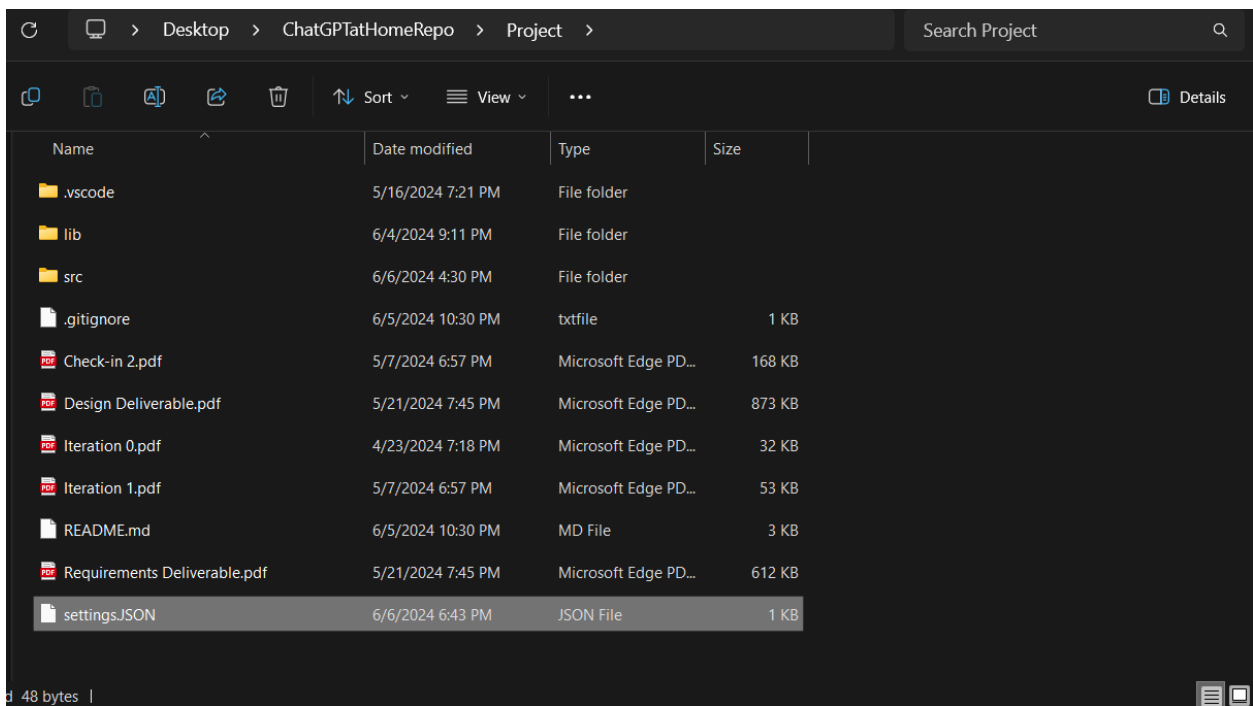 > Desktop > ChatGPTatHomeRepo > Project > Search Project
Sort View ••• Details
Name Date modified Type Size
.vscode 5/16/2024 7:21 PM File folder
lib 6/4/2024 9:11 PM File folder
src 6/6/2024 4:30 PM File folder
.gitignore 6/5/2024 10:30 PM txtfile 1 KB
Check-in 2.pdf 5/7/2024 6:57 PM Microsoft Edge PD... 168 KB
Design Deliverable.pdf 5/21/2024 7:45 PM Microsoft Edge PD... 873 KB
Iteration 0.pdf 4/23/2024 7:18 PM Microsoft Edge PD... 32 KB
Iteration 1.pdf 5/7/2024 6:57 PM Microsoft Edge PD... 53 KB
README.md 6/5/2024 10:30 PM MD File 3 KB
Requirements Deliverable.pdf 5/21/2024 7:45 PM Microsoft Edge PD... 612 KB
settings.JSON 6/6/2024 6:43 PM JSON File 1 KB
d 48 bytes |